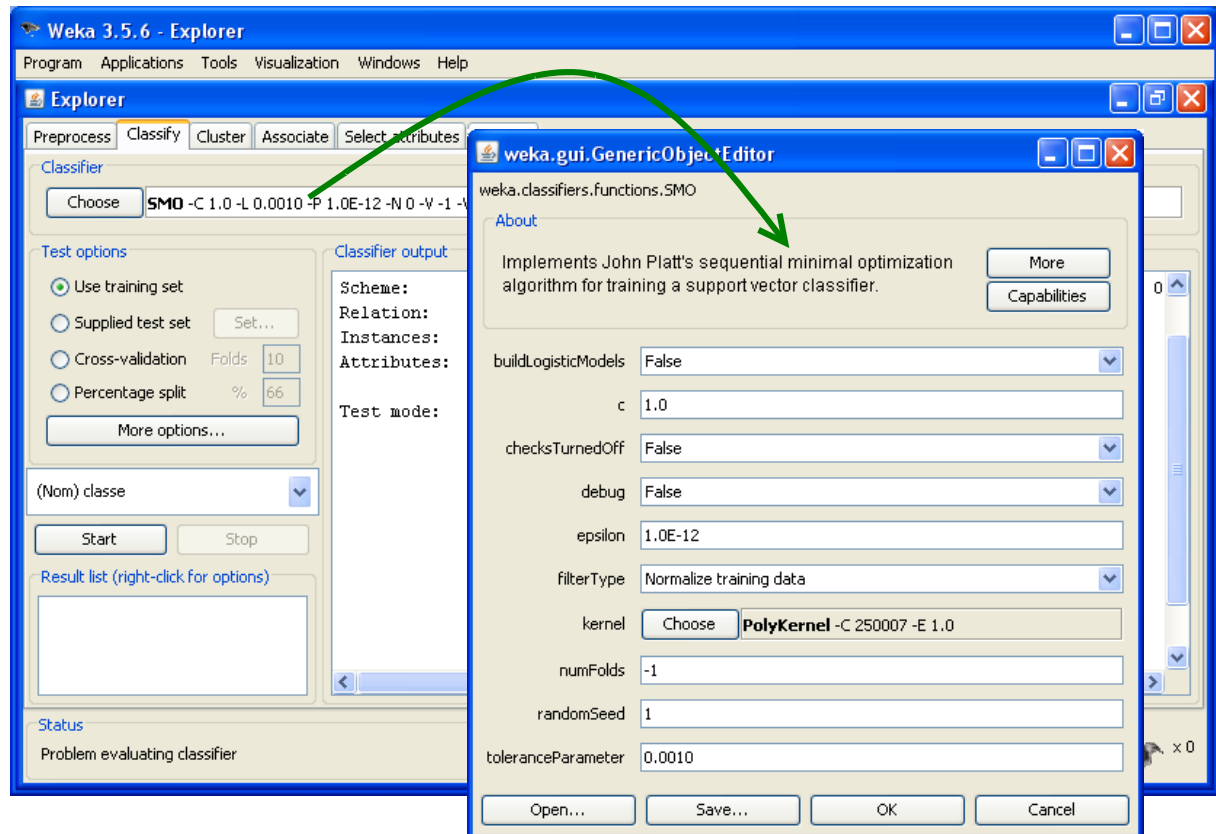 Weka 3.5.6 - Explorer
Program Applications Tools Visualization Windows Help
Explorer
Preprocess Classify Cluster Associate Select attributes
Classifier
Choose SMO -C 1.0 -L 0.0010 -P 1.0E-12 -N 0 -V -1 -
Test options
Use training set
Supplied test set Set...
Cross-validation Folds 10
Percentage split % 66
More options...
(Nom) classe
Start Stop
Result list (right-click for options)
Classifier output
Scheme: 0
Relation:
Instances:
Attributes:
Test mode:
Status
Problem evaluating classifier
x 0
weka.gui.GenericObjectEditor
weka.classifiers.functions.SMO
About
Implements John Platt's sequential minimal optimization
algorithm for training a support vector classifier.
More
Capabilities
buildLogisticModels False
c 1.0
checksTurnedOff False
debug False
epsilon 1.0E-12
filterType Normalize training data
kernel Choose PolyKernel -C 250007 -E 1.0
numFolds -1
randomSeed 1
toleranceParameter 0.0010
Open... Save... OK Cancel